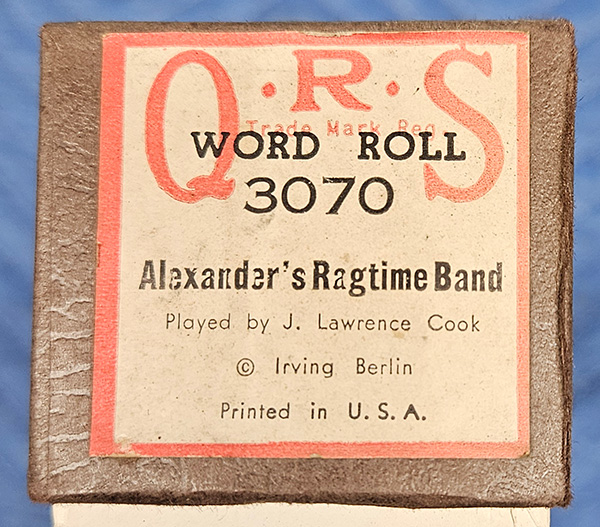 Q·R·S
Trade Mark Reg.
WORD ROLL
3070
Alexander's Ragtime Band
Played by J. Lawrence Cook
© Irving Berlin
Printed in U.S.A.